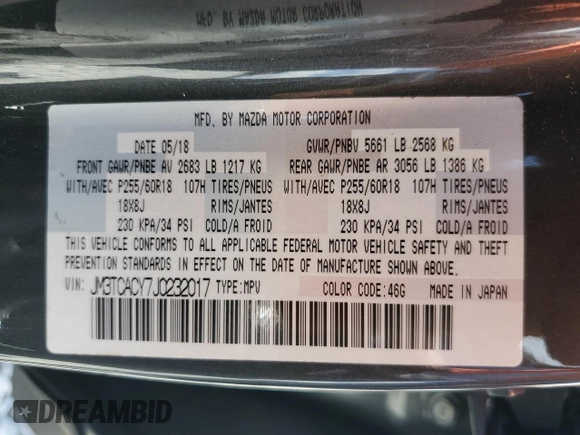 MFD. BY MAZDA MOTOR CORPORATION
MFD. BY MAZDA MOTOR CORPORATION
DATE 05/18 GVWR/PNBV 5661 LB 2568 KG
FRONT GAWR/PNBE AV 2683 LB 1217 KG REAR GAWR/PNBE AR 3056 LB 1386 KG
WITH/AVEC P255/60R18 107H TIRES/PNEUS WITH/AVEC P255/60R18 107H TIRES/PNEUS
18X8J RIMS/JANTES 18X8J RIMS/JANTES
230 KPA/34 PSI COLD/A FROID 230 KPA/34 PSI COLD/A FROID
THIS VEHICLE CONFORMS TO ALL APPLICABLE FEDERAL MOTOR VEHICLE SAFETY AND THEFT
PREVENTION STANDARDS IN EFFECT ON THE DATE OF MANUFACTURE SHOWN ABOVE.
VIN: JM3TCACY7J0232017 TYPE:MPV COLOR CODE:46G MADE IN JAPAN
DREAMBID